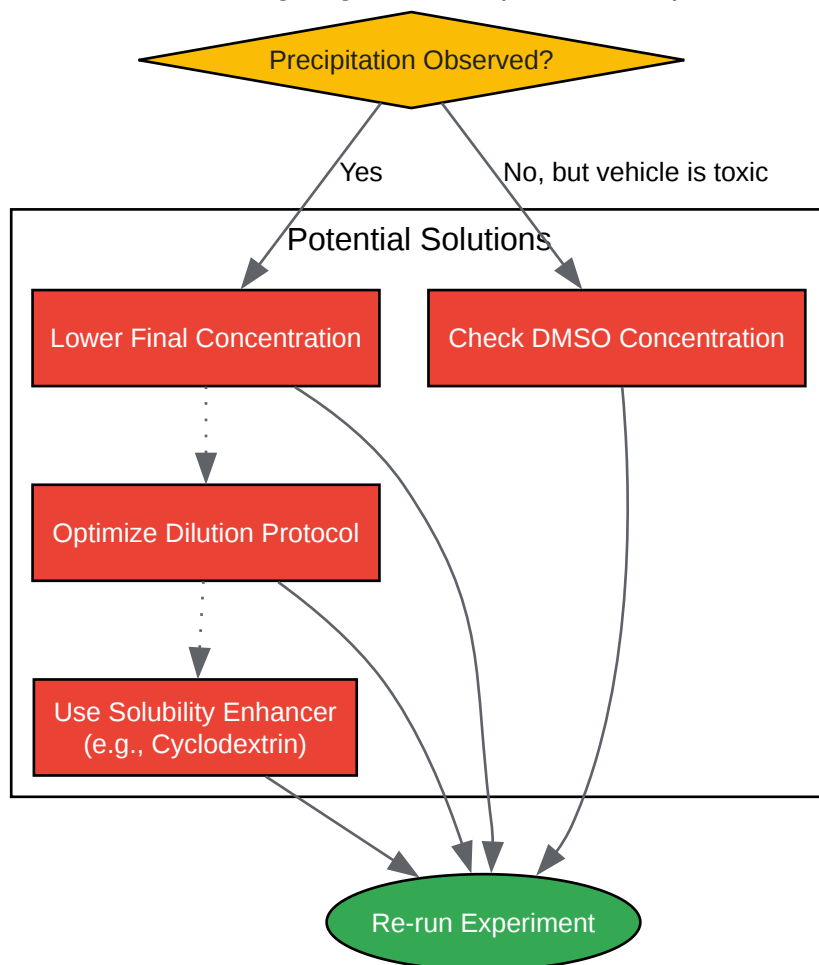 Precipitation Observed?
Yes
No, but vehicle is toxic
Potential Solutions
Lower Final Concentration
Check DMSO Concentration
Optimize Dilution Protocol
Use Solubility Enhancer
(e.g., Cyclodextrin)
Re-run Experiment